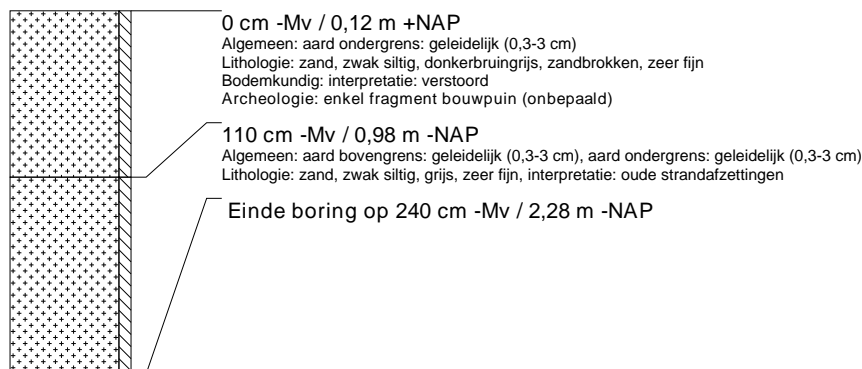 0 cm -Mv / 0,12 m +NAP
Algemeen: aard ondergrens: geleidelijk (0,3-3 cm)
Lithologie: zand, zwak siltig, donkerbruingrijs, zandbrokken, zeer fijn
Bodemkundig: interpretatie: verstoord
Archeologie: enkel fragment bouwpuin (onbepaald)
110 cm -Mv / 0,98 m -NAP
Algemeen: aard bovengrens: geleidelijk (0,3-3 cm), aard ondergrens: geleidelijk (0,3-3 cm)
Lithologie: zand, zwak siltig, grijs, zeer fijn, interpretatie: oude strandafzettingen
Einde boring op 240 cm -Mv / 2,28 m -NAP